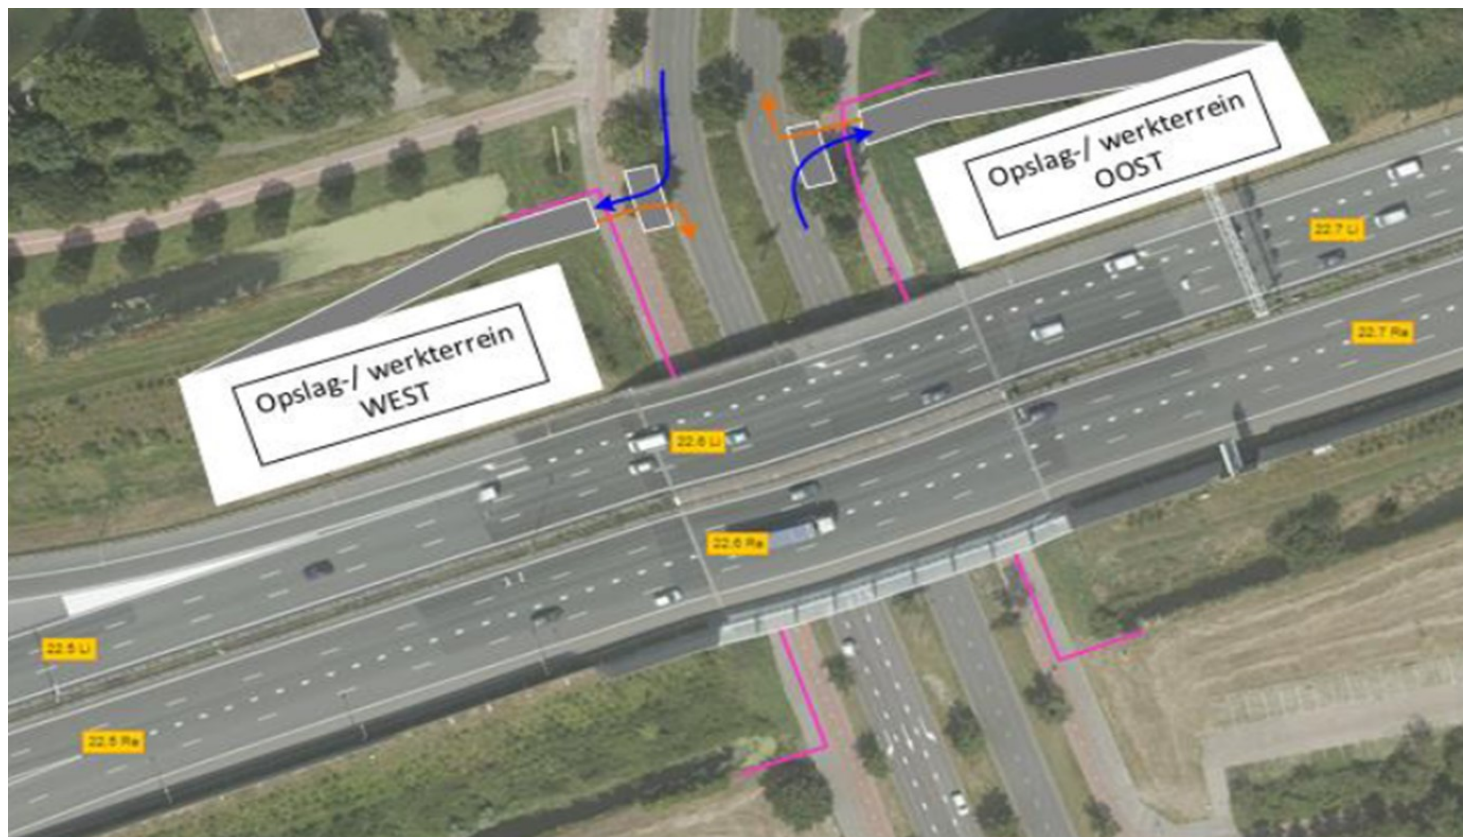 Opslag-/ werkterrein
OOST
22.7 Li
22.7 Re
Opslag-/ werkterrein
WEST
22.6 Li
22.6 Re
22.5 Li
22.5 Re